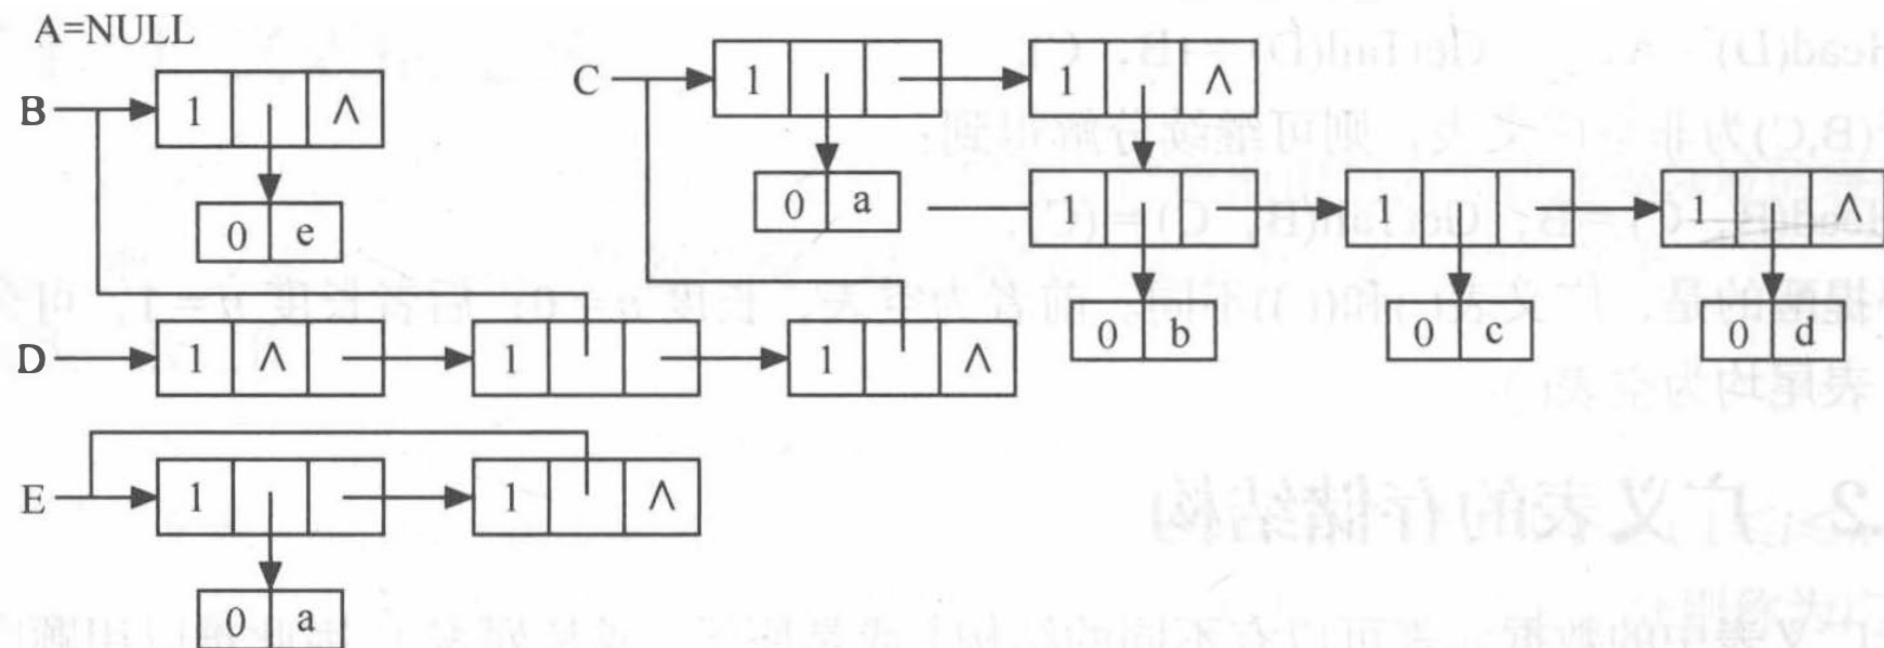 A=NULL
B 1 ∧
0 e
C 1 1 ∧
0 a 1 1 1 ∧
0 b 0 c 0 d
D 1 ∧ 1 1 ∧
E 1 1 ∧
0 a